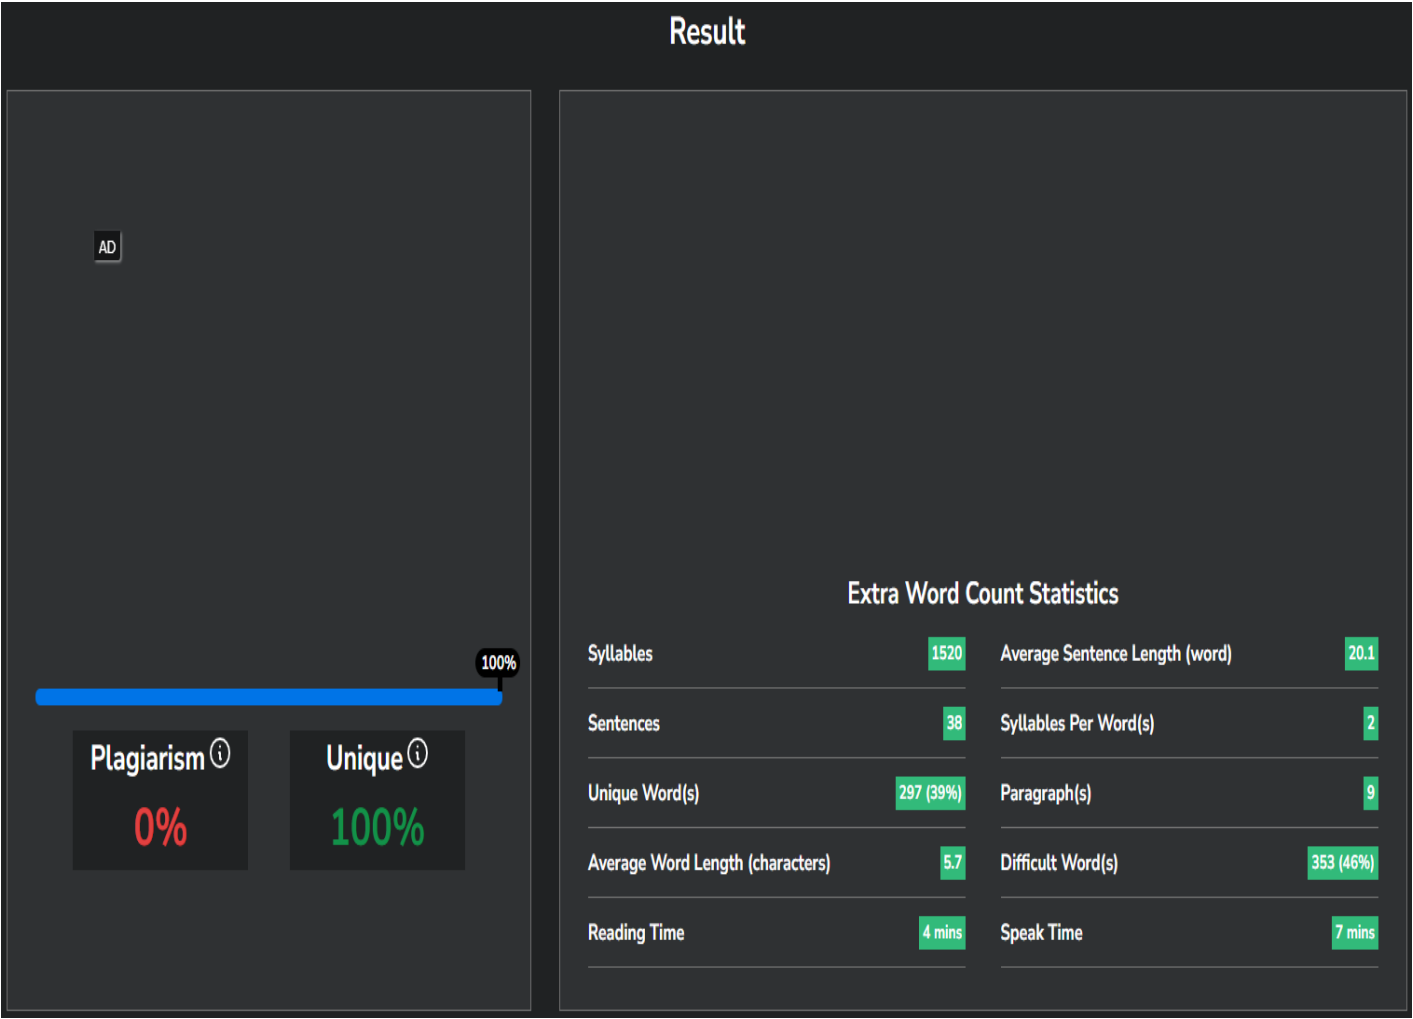 Result
AD
100%
Plagiarism
0%
Unique
100%
Extra Word Count Statistics
Syllables 1520
Average Sentence Length (word) 20.1
Sentences 38
Syllables Per Word(s) 2
Unique Word(s) 297 (39%)
Paragraph(s) 9
Average Word Length (characters) 5.7
Difficult Word(s) 353 (46%)
Reading Time 4 mins
Speak Time 7 mins